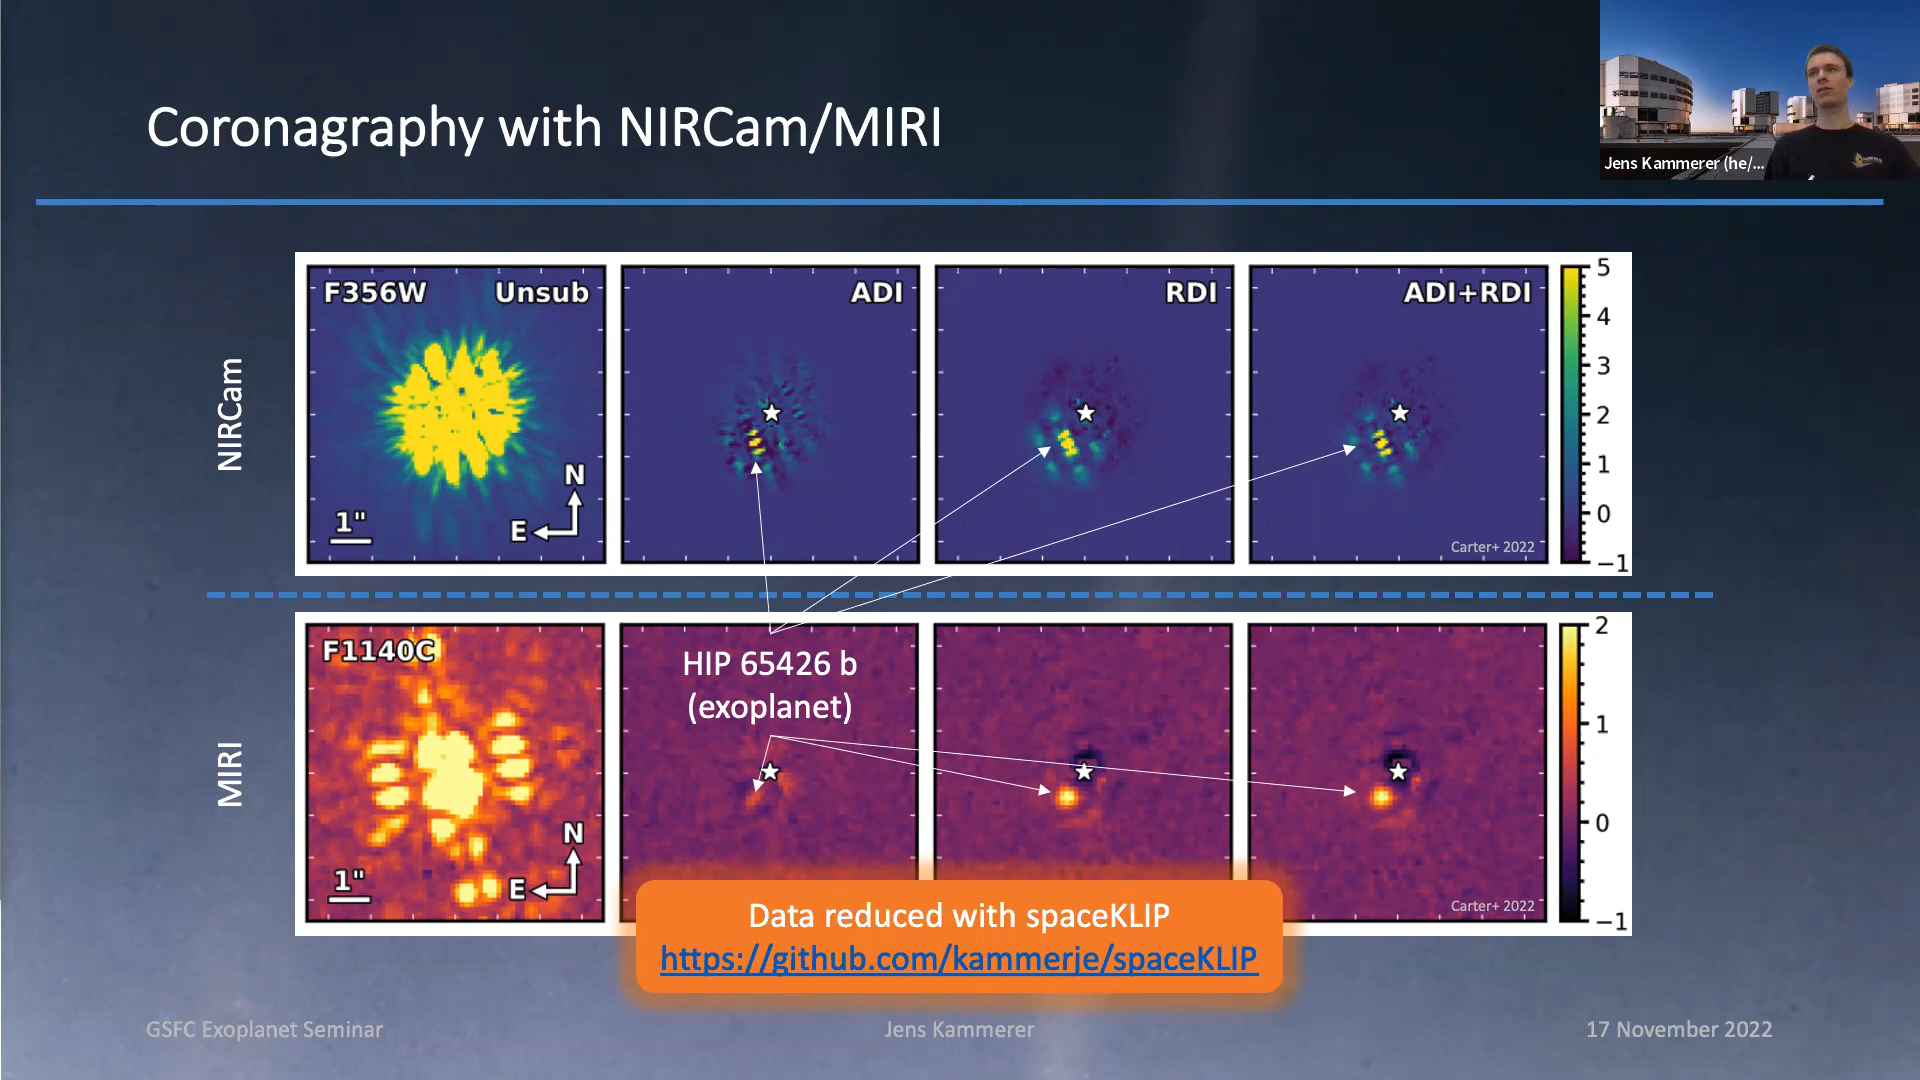 Coronagraphy with NIRCam/MIRI
Jens Kammerer (he/...
NIRCam
F356W
Unsub
ADI
RDI
ADI+RDI
N
E
1"
Carter+ 2022
5
4
3
2
1
0
−1
MIRI
F1140C
HIP 65426 b
(exoplanet)
N
E
1"
Carter+ 2022
2
1
0
−1
Data reduced with spaceKLIP
https://github.com/kammerje/spaceKLIP
GSFC Exoplanet Seminar
Jens Kammerer
17 November 2022